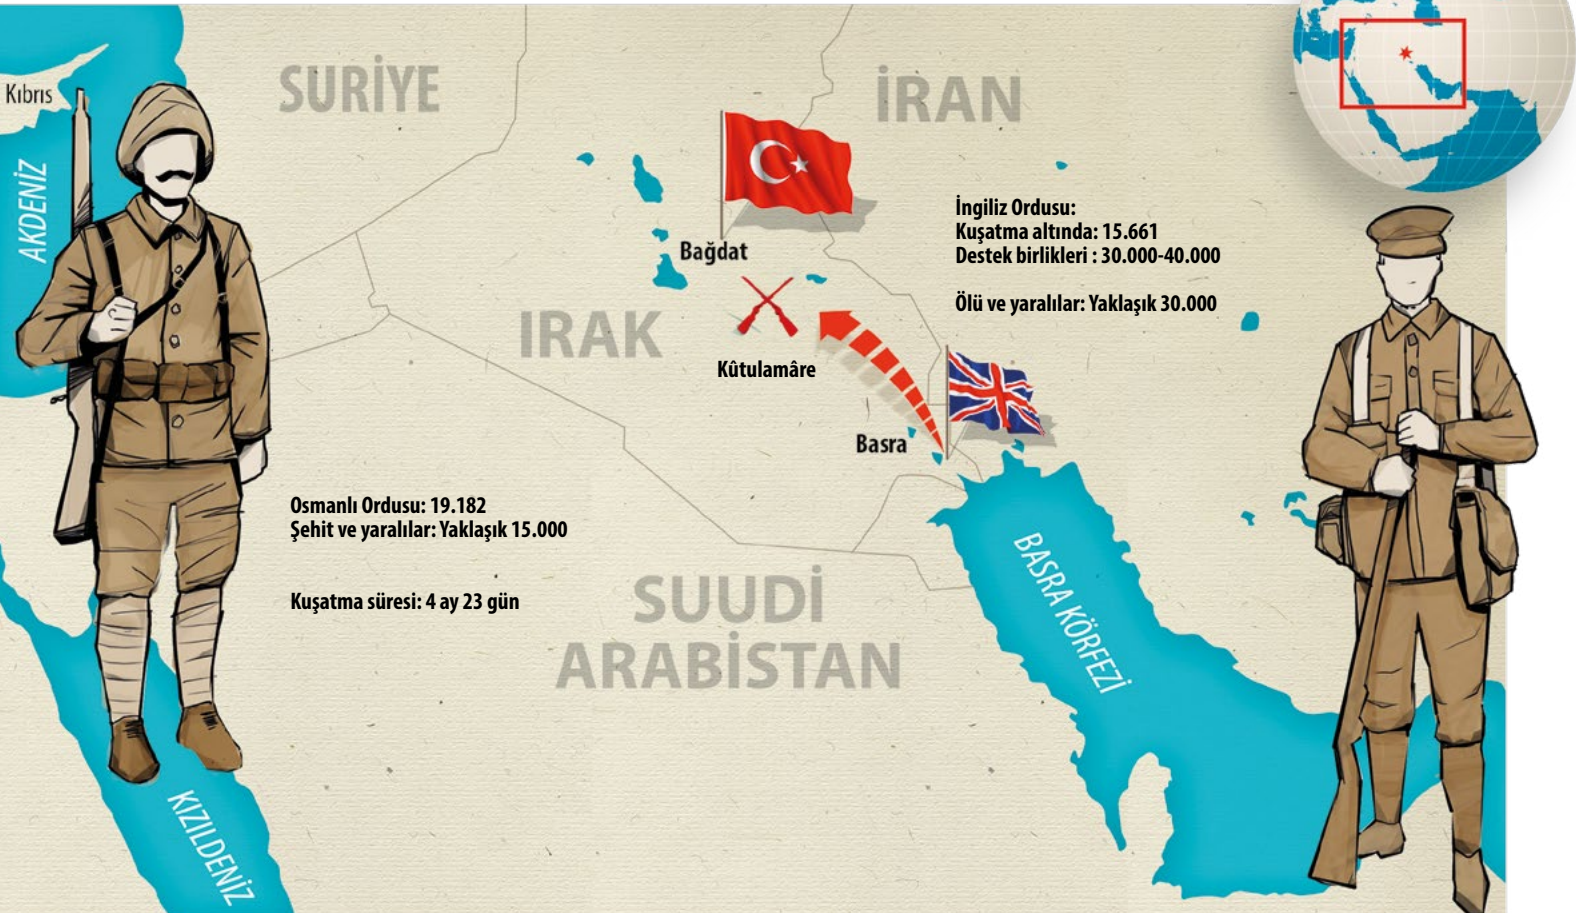 SURİYE
İRAN
Kıbrıs
AKDENİZ
Bağdat
İngiliz Ordusu:
Kuşatma altında: 15.661
Destek birlikleri : 30.000-40.000
Ölü ve yaralılar: Yaklaşık 30.000
IRAK
Kûtulamâre
Basra
Osmanlı Ordusu: 19.182
Şehit ve yaralılar: Yaklaşık 15.000
Kuşatma süresi: 4 ay 23 gün
SUUDİ
ARABİSTAN
BASRA KÖRFEZİ
KIZILDENİZ